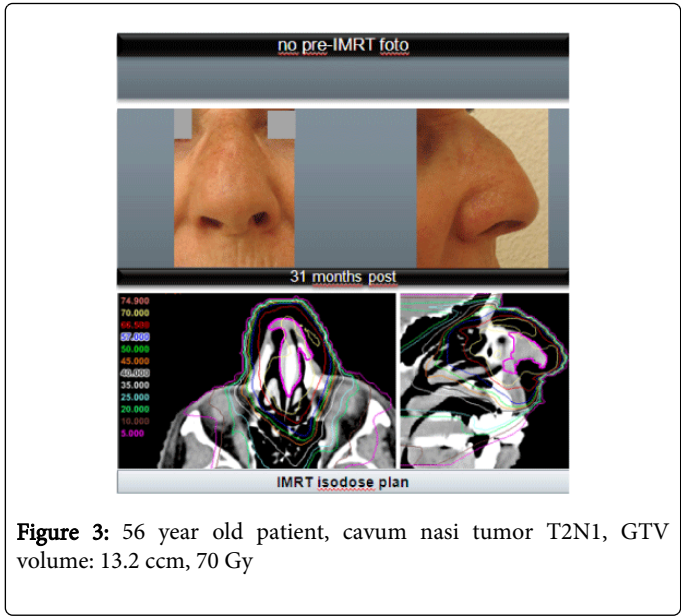 no pre-IMRT foto
31 months post
74.900
70.000
66.500
57.000
50.000
45.000
40.000
35.000
25.000
20.000
10.000
5.000
IMRT isodose plan
Figure 3: 56 year old patient, cavum nasi tumor T2N1, GTV
volume: 13.2 ccm, 70 Gy